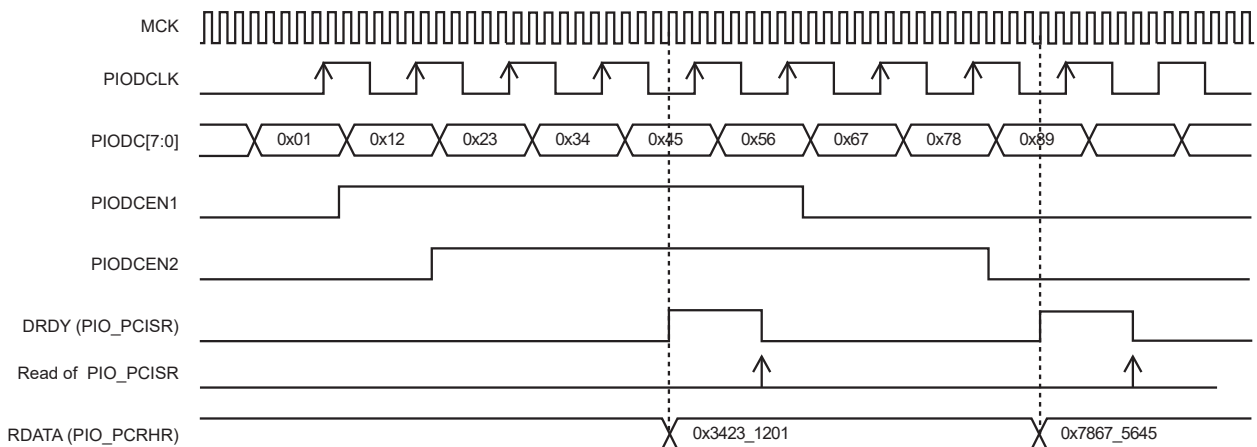 MCK
PIODCLK
PIODC[7:0] 0x01 0x12 0x23 0x34 0x45 0x56 0x67 0x78 0x89
PIODCEN1
PIODCEN2
DRDY (PIO_PCISR)
Read of PIO_PCISR
RDATA (PIO_PCRHR) 0x3423_1201 0x7867_5645